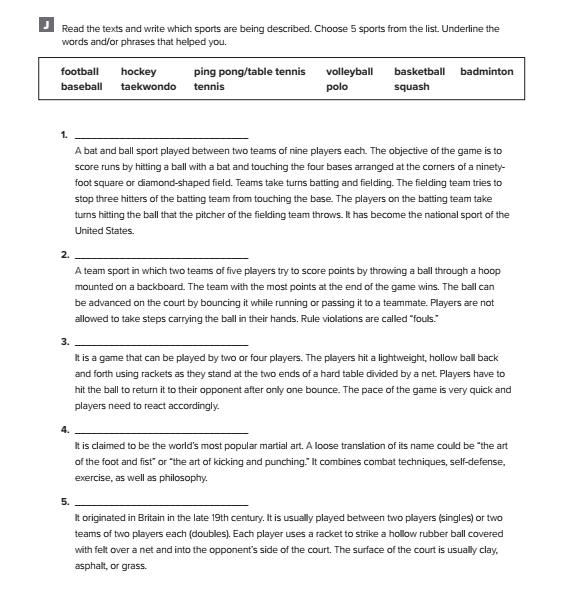 J Read the texts and write which sports are being described. Choose 5 sports from the list. Underline the
words and/or phrases that helped you.
football hockey ping pong/table tennis volleyball basketball badminton
baseball taekwondo tennis polo squash
1. ______________________________
A bat and ball sport played between two teams of nine players each. The objective of the game is to
score runs by hitting a ball with a bat and touching the four bases arranged at the corners of a ninety-
foot square or diamond-shaped field. Teams take turns batting and fielding. The fielding team tries to
stop three hitters of the batting team from touching the base. The players on the batting team take
turns hitting the ball that the pitcher of the fielding team throws. It has become the national sport of the
United States.
2. ______________________________
A team sport in which two teams of five players try to score points by throwing a ball through a hoop
mounted on a backboard. The team with the most points at the end of the game wins. The ball can
be advanced on the court by bouncing it while running or passing it to a teammate. Players are not
allowed to take steps carrying the ball in their hands. Rule violations are called “fouls.”
3. ______________________________
It is a game that can be played by two or four players. The players hit a lightweight, hollow ball back
and forth using rackets as they stand at the two ends of a hard table divided by a net. Players have to
hit the ball to return it to their opponent after only one bounce. The pace of the game is very quick and
players need to react accordingly.
4. ______________________________
It is claimed to be the world’s most popular martial art. A loose translation of its name could be “the art
of the foot and fist” or “the art of kicking and punching.” It combines combat techniques, self-defense,
exercise, as well as philosophy.
5. ______________________________
It originated in Britain in the late 19th century. It is usually played between two players (singles) or two
teams of two players each (doubles). Each player uses a racket to strike a hollow rubber ball covered
with felt over a net and into the opponent’s side of the court. The surface of the court is usually clay,
asphalt, or grass.